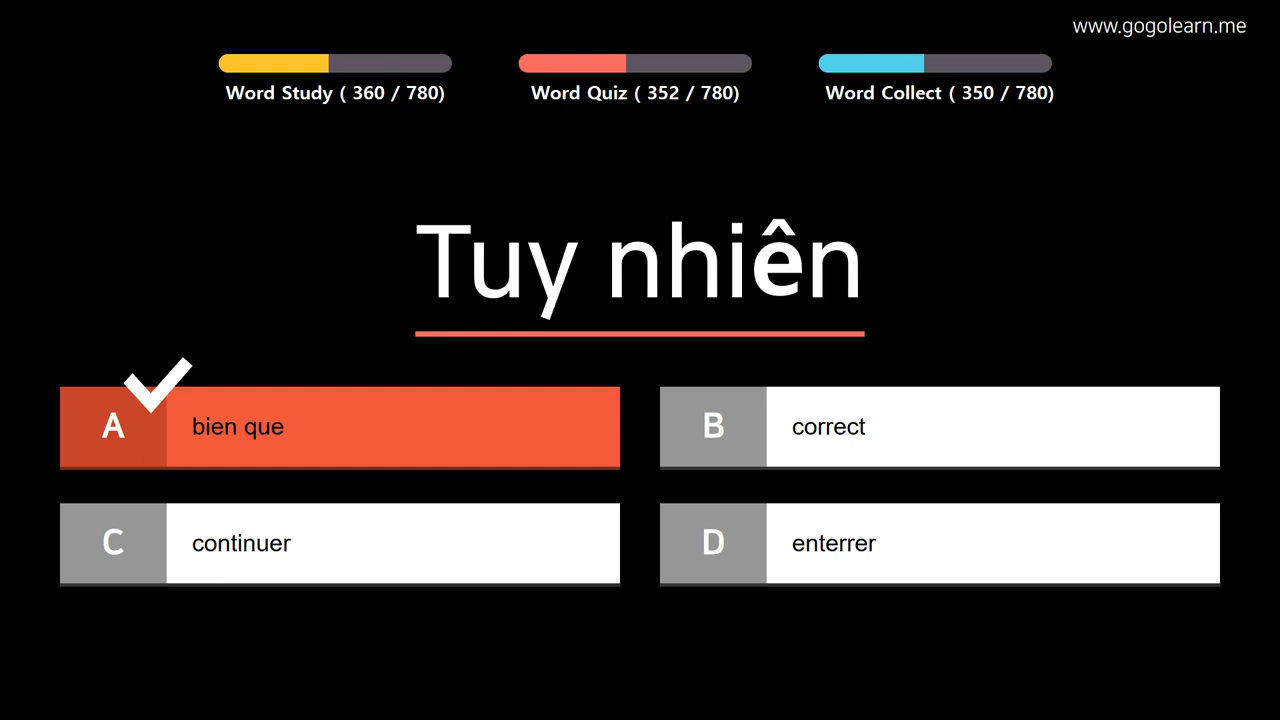 www.gogolearn.me
Word Study ( 360 / 780)
Word Quiz ( 352 / 780)
Word Collect ( 350 / 780)
Tuy nhiên
A bien que
B correct
C continuer
D enterrer